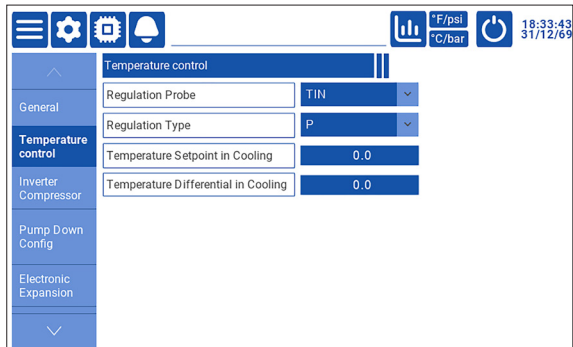 °F/psi
°C/bar
18:33:43
31/12/69
General
Temperature
control
Inverter
Compressor
Pump Down
Config
Electronic
Expansion
Temperature control
Regulation Probe
TIN
Regulation Type
P
Temperature Setpoint in Cooling
0.0
Temperature Differential in Cooling
0.0